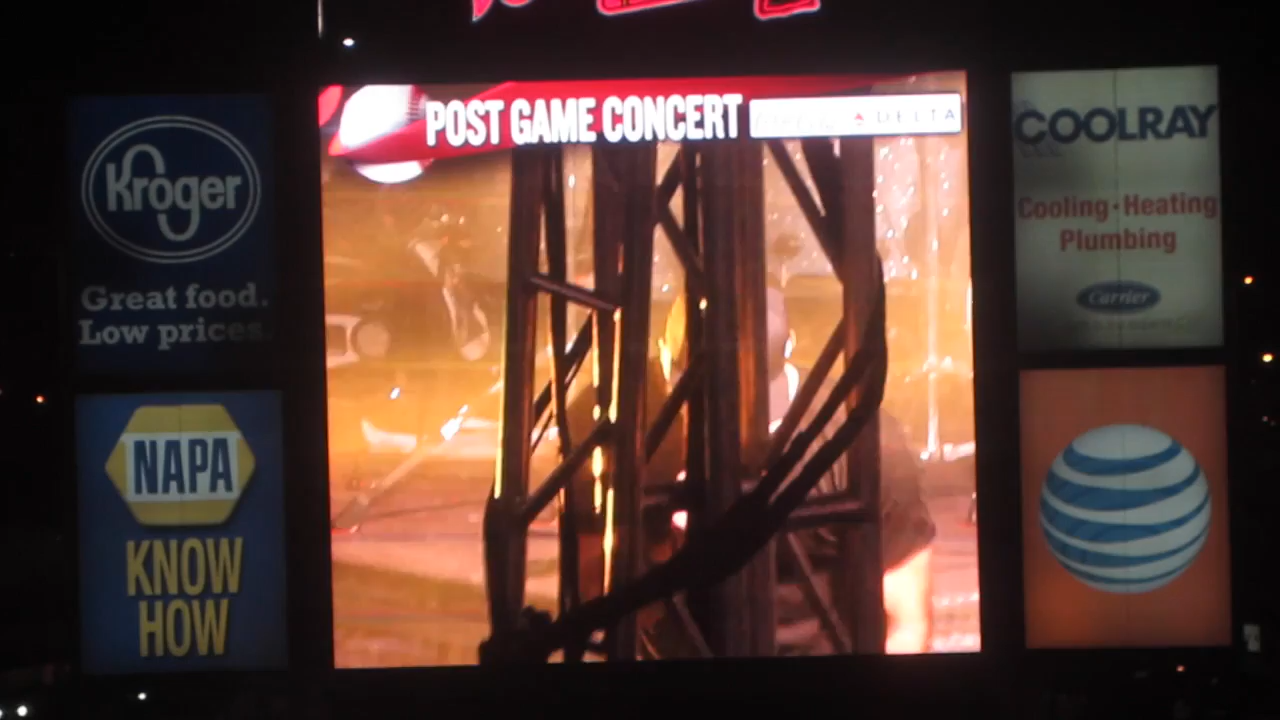 POST GAME CONCERT
DELTA
Kroger
Great food.
Low prices.
NAPA
KNOW
HOW
COOLRAY
Cooling·Heating
Plumbing
Carrier